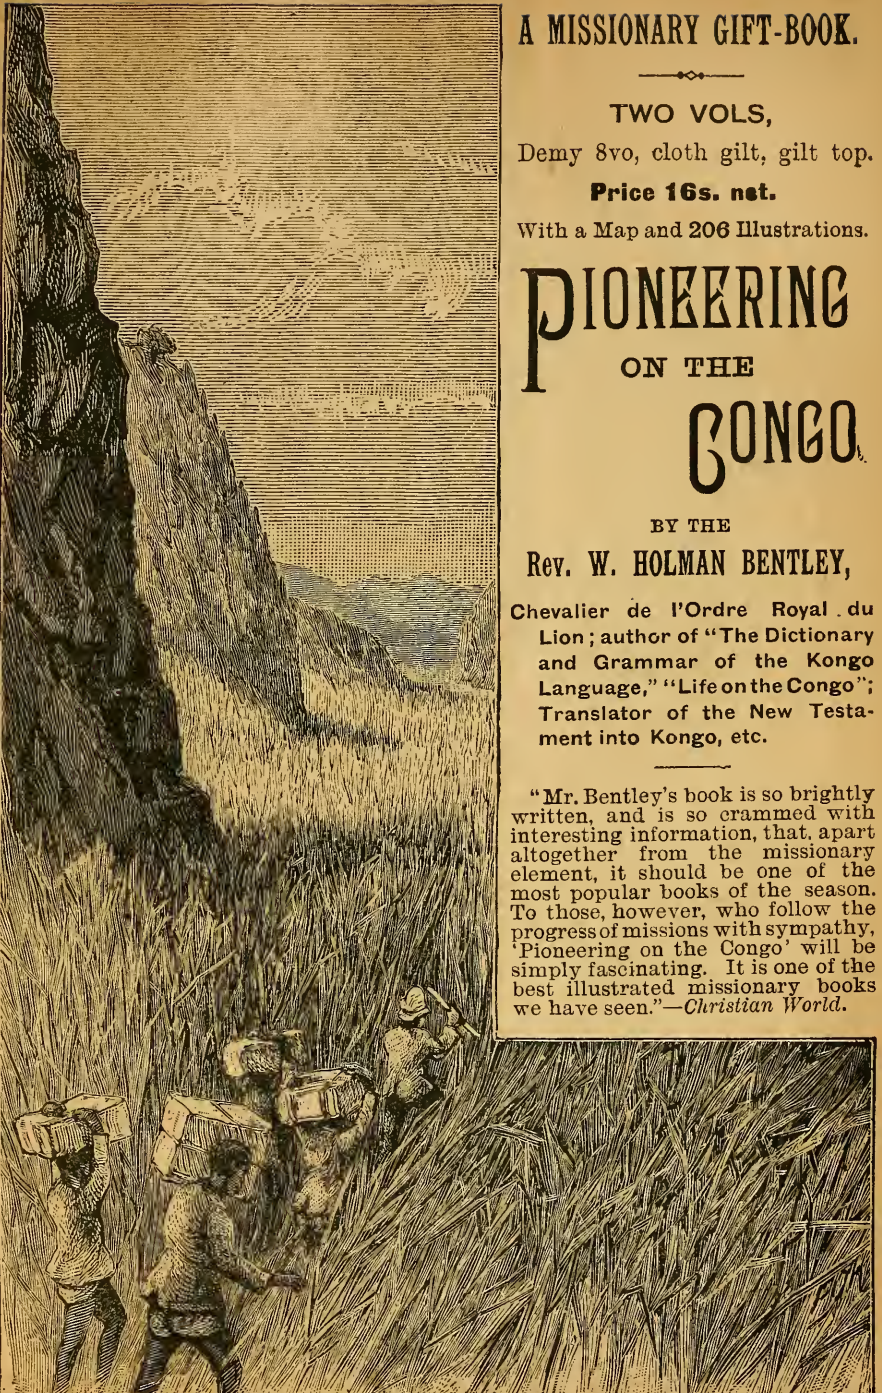 A MISSIONARY GIFT-BOOK.
TWO VOLS,
Demy 8vo, cloth gilt, gilt top.
Price 16s. net.
With a Map and 206 Illustrations.
PIONEERING
ON THE
CONGO.
BY THE
Rev. W. HOLMAN BENTLEY,
Chevalier de l'Ordre Royal du
Lion; author of "The Dictionary
and Grammar of the Kongo
Language," "Life on the Congo";
Translator of the New Testa-
ment into Kongo, etc.
"Mr. Bentley's book is so brightly
written, and is so crammed with
interesting information, that, apart
altogether from the missionary
element, it should be one of the
most popular books of the season.
To those, however, who follow the
progress of missions with sympathy,
'Pioneering on the Congo' will be
simply fascinating. It is one of the
best illustrated missionary books
we have seen."—Christian World.